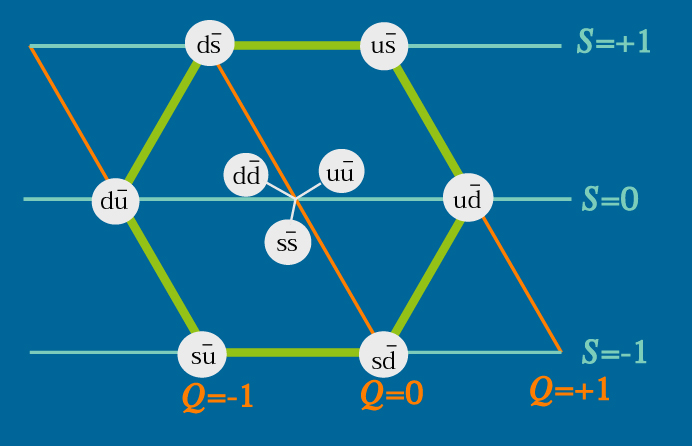 ds̄ us̄ S=+1
dd̄ uū
dū ud̄ S=0
ss̄
sū sd̄ S=-1
Q=-1 Q=0 Q=+1